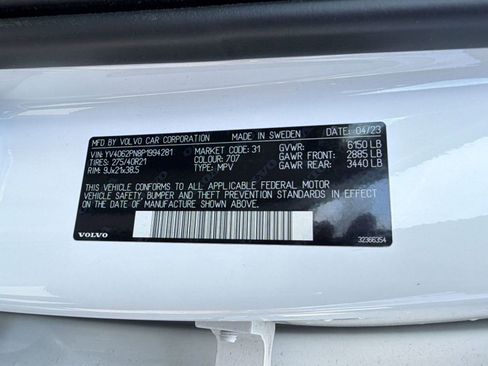 MFD BY VOLVO CAR CORPORATION MADE IN SWEDEN DATE: 04/23
VIN: YV4062PN8P1994281 MARKET CODE: 31 GVWR: 6150 LB
TIRES: 275/40R21 COLOUR: 707 GAWR FRONT: 2885 LB
RIM: 9Jx21x38.5 TYPE: MPV GAWR REAR: 3440 LB
THIS VEHICLE CONFORMS TO ALL APPLICABLE FEDERAL MOTOR
VEHICLE SAFETY, BUMPER, AND THEFT PREVENTION STANDARDS IN EFFECT
ON THE DATE OF MANUFACTURE SHOWN ABOVE.
VOLVO 32366354